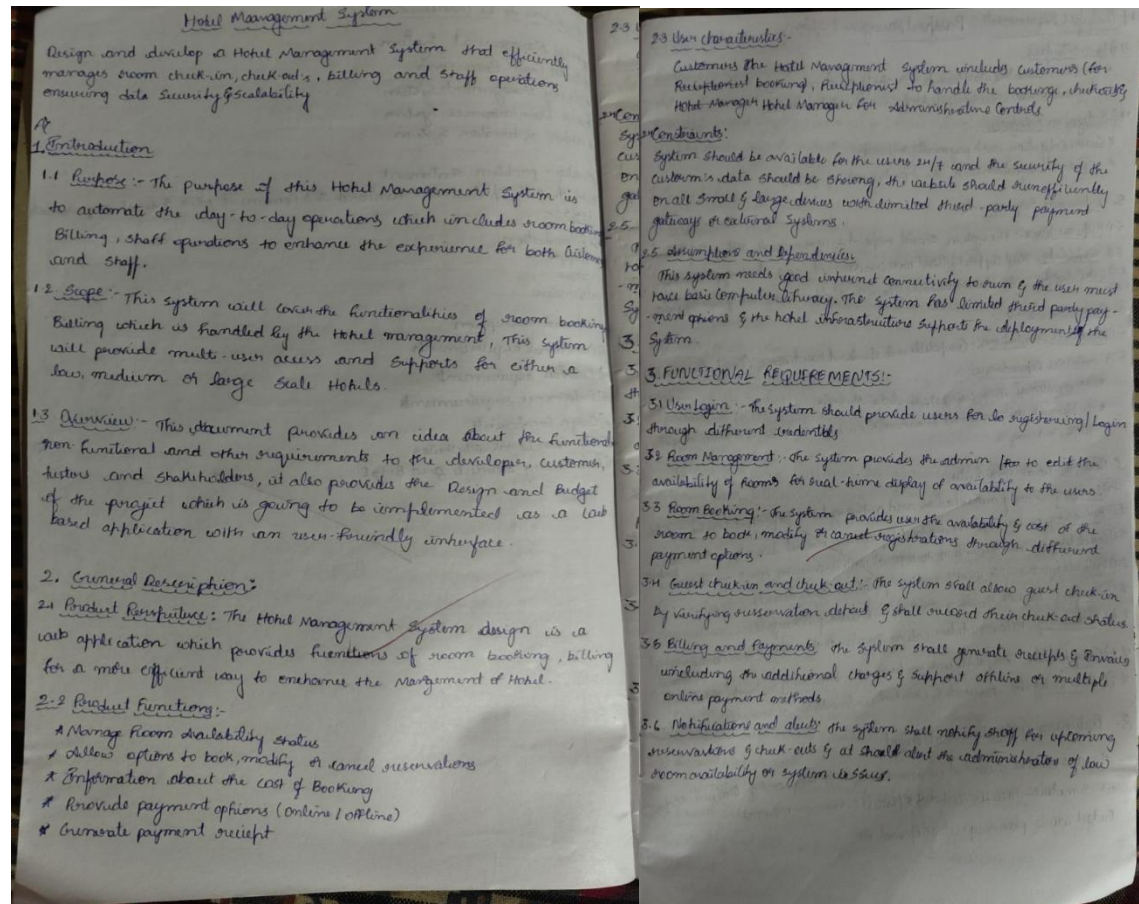 Hotel Maanagement System
Design and develop a Hotel Management System that efficiently
manages room check-in, check-out's, billing and staff operations
ensuring data Security & Scalability
1. Introduction
1.1 Purpose :- The purpose of this Hotel Management System is
to automate the day-to-day operations which includes room booking
Billing, staff operations to enhance the experience for both Customer
and staff.
1.2. Scope :- This system will cover the functionalities of room booking
Billing which is handled by the Hotel management, This system
will provide multi-user access and supports for either a
low, medium or large scale Hotels.
1.3 Overview :- This document provides an idea about the functional
non-functional and other requirements to the developer, customer,
testers and stakeholders, it also provides the Design and Budget
of the project which is going to be implemented as a web
based application with an user-friendly interface.
2. General Description:
2.1 Product Perspective : The Hotel Management System design is a
web application which provides functions of room booking, billing
for a more efficient way to enhance the Management of Hotel.
2.2 Product Functions :-
* Manage Room Availability status
* Allow options to book, modify or cancel reservations
* Information about the cost of Booking
* Provide payment options (online / offline)
* Generate payment reciept
2.3 User characteristics :-
Customers the Hotel Management System includes customers (for
booking), Receptionist to handle the bookings, checkouts &
Hotel Manager for Administrative Controls.
2.4 Constraints:
System should be available for the users 24/7 and the security of the
custom's data should be strong, the website should run efficiently
on all small & large devices with limited third-party payment
gateways or external systems.
2.5 Assumptions and Dependencies.
This system needs good internet connectivity to run & the user must
have basic computer literacy. The system has limited third party pay-
-ment options & the hotel infrastructure supports the deployment of the
System.
3. FUNCTIONAL REQUEREMENTS:-
3.1 User Login :- The system should provide users for to registering / Login
through different credentials
3.2 Room Management :- The system provides the admin to edit the
availability of Rooms for real-time display of availability to the users
3.3 Room Booking :- The system provides user the availability & cost of the
room to book, modify or cancel registrations through different
payment options.
3.4 Guest check-in and check-out :- The system shall allow guest check-in
by verifying reservation & shall record their check-out status.
3.5 Billing and Payments : The system shall generate receipts & Invoices
including the additional charges & support offline or multiple
online payment methods.
3.6. Notifications and alerts : The system shall notify staff for upcoming
reservations & check-outs & it should alert the administrator of low
room availability or system issues.